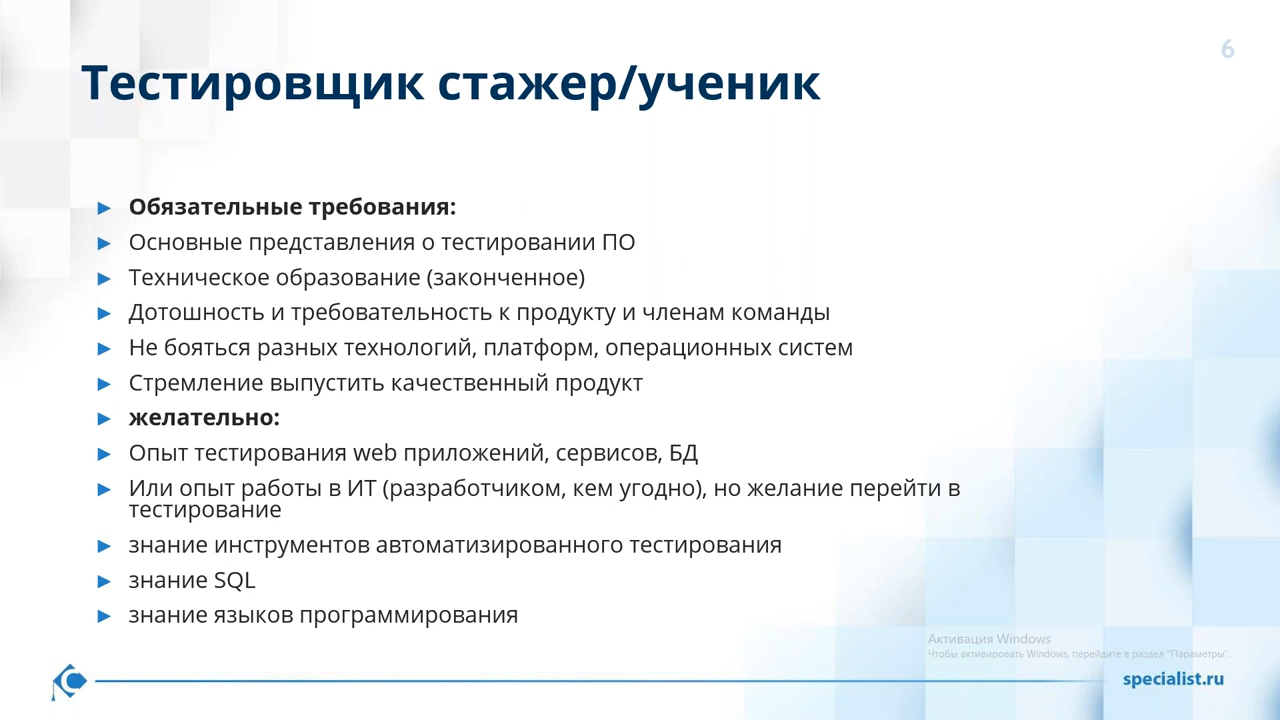 6
Тестировщик стажер/ученик
Обязательные требования:
Основные представления о тестировании ПО
Техническое образование (законченное)
Дотошность и требовательность к продукту и членам команды
Не бояться разных технологий, платформ, операционных систем
Стремление выпустить качественный продукт
желательно:
Опыт тестирования web приложений, сервисов, БД
Или опыт работы в ИТ (разработчиком, кем угодно), но желание перейти в
тестирование
знание инструментов автоматизированного тестирования
знание SQL
знание языков программирования
Активация Windows
Чтобы активировать Windows, перейдите в раздел "Параметры".
specialist.ru